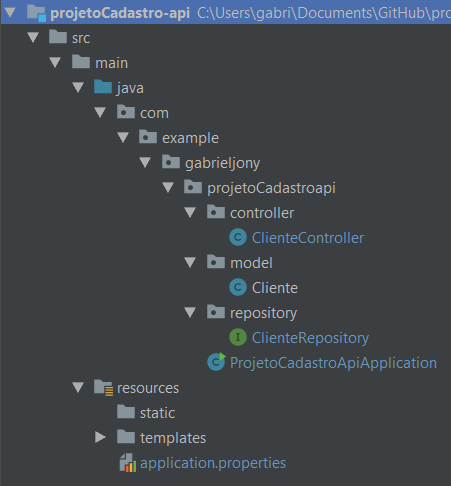 projetoCadastro-api C:\Users\gabri\Documents\GitHub\pro
src
main
java
com
example
gabrieljony
projetoCadastroapi
controller
ClienteController
model
Cliente
repository
ClienteRepository
ProjetoCadastroApiApplication
resources
static
templates
application.properties